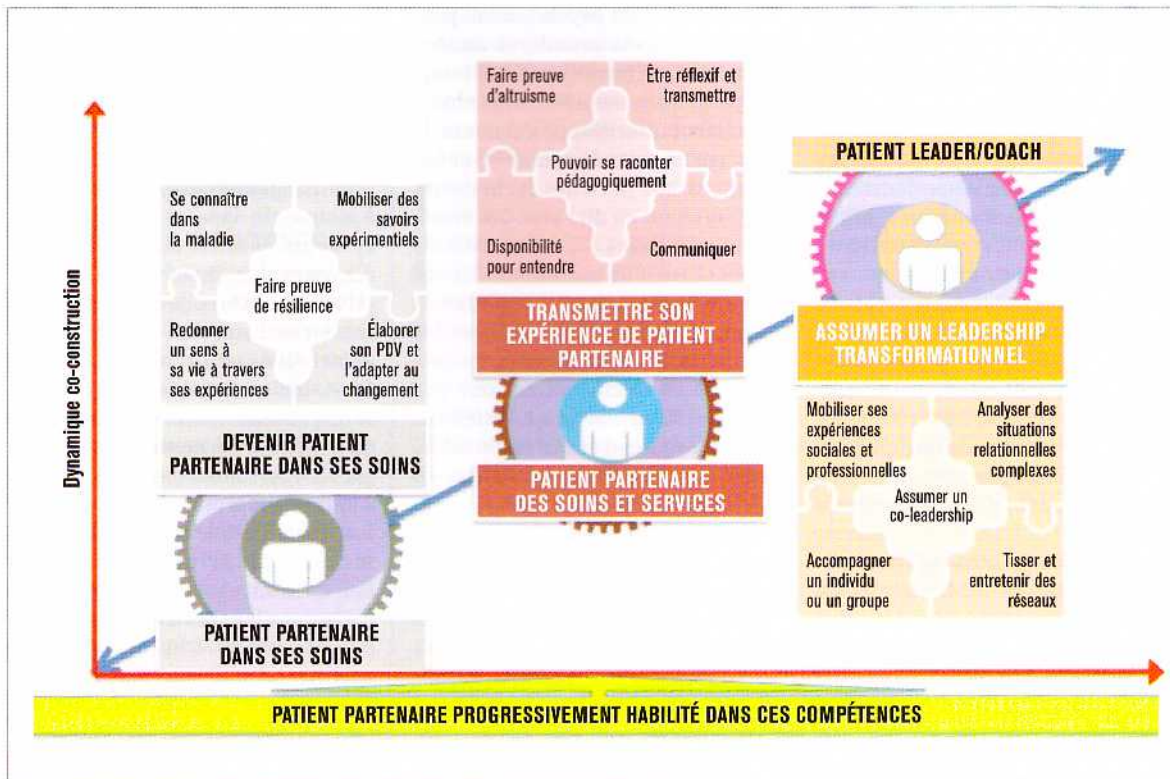 Dynamique co-construction
Se connaître
dans
la maladie
Mobiliser des
savoirs
expérimentiels
Faire preuve
de résilience
Redonner
un sens à
sa vie à travers
ses expériences
Élaborer
son PDV et
l'adapter au
changement
DEVENIR PATIENT
PARTENAIRE DANS SES SOINS
PATIENT PARTENAIRE
DANS SES SOINS
Faire preuve
d'altruisme
Être réflexif et
transmettre
Pouvoir se raconter
pédagogiquement
Disponibilité
pour entendre
Communiquer
TRANSMETTRE SON
EXPÉRIENCE DE PATIENT
PARTENAIRE
PATIENT PARTENAIRE
DES SOINS ET SERVICES
PATIENT LEADER/COACH
ASSUMER UN LEADERSHIP
TRANSFORMATIONNEL
Mobiliser ses
expériences
sociales et
professionnelles
Analyser des
situations
relationnelles
complexes
Assumer un
co-leadership
Accompagner
un individu
ou un groupe
Tisser et
entretenir des
réseaux
PATIENT PARTENAIRE PROGRESSIVEMENT HABILITÉ DANS CES COMPÉTENCES